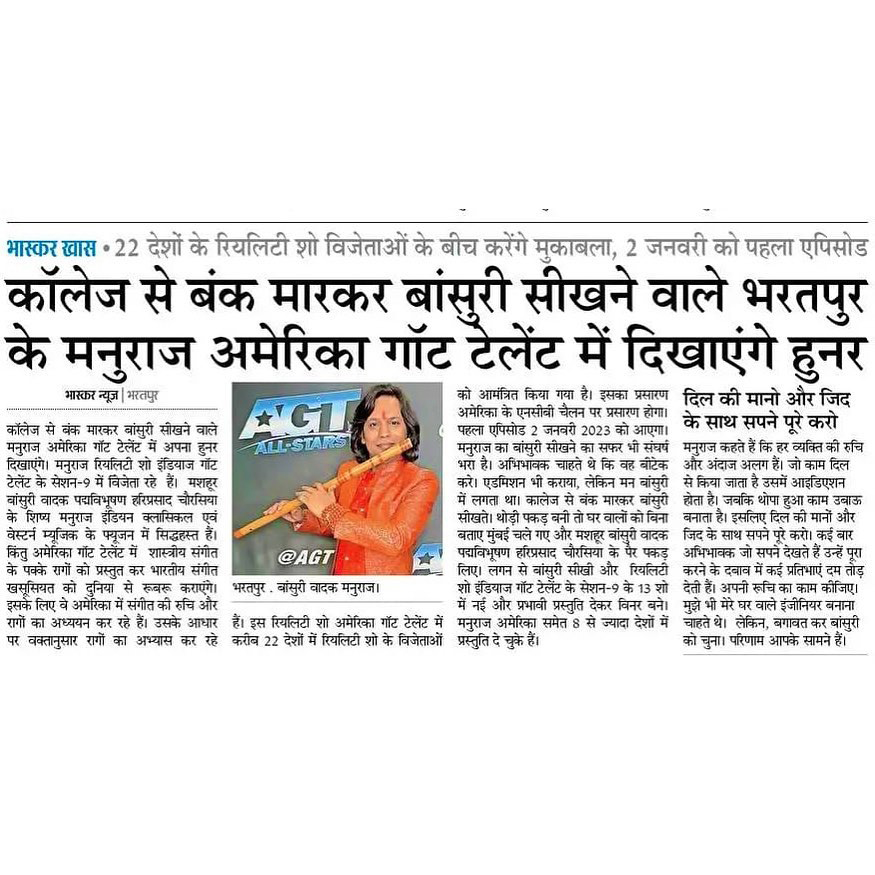 भास्कर खास • 22 देशों के रियलिटी शो विजेताओं के बीच करेंगे मुकाबला, 2 जनवरी को पहला एपिसोड
कॉलेज से बंक मारकर बांसुरी सीखने वाले भरतपुर
के मनुराज अमेरिका गॉट टेलेंट में दिखाएंगे हुनर
भास्कर न्यूज | भरतपुर
कॉलेज से बंक मारकर बांसुरी सीखने वाले
मनुराज अमेरिका गॉट टेलेंट में अपना हुनर
दिखाएंगे। मनुराज रियलिटी शो इंडियाज गॉट
टेलेंट के सेशन-9 में विजेता रहे हैं। मशहूर
बांसुरी वादक पद्मविभूषण हरिप्रसाद चौरसिया
के शिष्य मनुराज इंडियन क्लासिकल एवं
वेस्टर्न म्यूजिक के फ्यूजन में सिद्धहस्त हैं।
किंतु अमेरिका गॉट टेलेंट में शास्त्रीय संगीत
के पक्के रागों को प्रस्तुत कर भारतीय संगीत
खसूसियत को दुनिया से रूबरू कराएंगे।
इसके लिए वे अमेरिका में संगीत की रुचि और
रागों का अध्ययन कर रहे हैं। उसके आधार
पर वक्तानुसार रागों का अभ्यास कर रहे
AGT
ALL-STARS
@AGT
भरतपुर . बांसुरी वादक मनुराज।
हैं। इस रियलिटी शो अमेरिका गॉट टेलेंट में
करीब 22 देशों में रियलिटी शो के विजेताओं
को आमंत्रित किया गया है। इसका प्रसारण
अमेरिका के एनसीबी चैलन पर प्रसारण होगा।
पहला एपिसोड 2 जनवरी 2023 को आएगा।
मनुराज का बांसुरी सीखने का सफर भी संघर्ष
भरा है। अभिभावक चाहते थे कि वह बीटेक
करे। एडमिशन भी कराया, लेकिन मन बांसुरी
में लगता था। कालेज से बंक मारकर बांसुरी
सीखते। थोड़ी पकड़ बनी तो घर वालों को बिना
बताए मुंबई चले गए और मशहूर बांसुरी वादक
पद्मविभूषण हरिप्रसाद चौरसिया के पैर पकड़
लिए। लगन से बांसुरी सीखी और रियलिटी
शो इंडियाज गॉट टेलेंट के सेशन-9 के 13 शो
में नई और प्रभावी प्रस्तुति देकर विनर बने।
मनुराज अमेरिका समेत 8 से ज्यादा देशों में
प्रस्तुति दे चुके हैं।
दिल की मानो और जिद
के साथ सपने पूरे करो
मनुराज कहते हैं कि हर व्यक्ति की रुचि
और अंदाज अलग हैं। जो काम दिल
से किया जाता है उसमें आइडिएशन
होता है। जबकि थोपा हुआ काम उबाऊ
बनाता है। इसलिए दिल की मानों और
जिद के साथ सपने पूरे करो। कई बार
अभिभावक जो सपने देखते हैं उन्हें पूरा
करने के दवाब में कई प्रतिभाएं दम तोड़
देती हैं। अपनी रूचि का काम कीजिए।
मुझे भी मेरे घर वाले इंजीनियर बनाना
चाहते थे। लेकिन, बगावत कर बांसुरी
को चुना। परिणाम आपके सामने हैं।